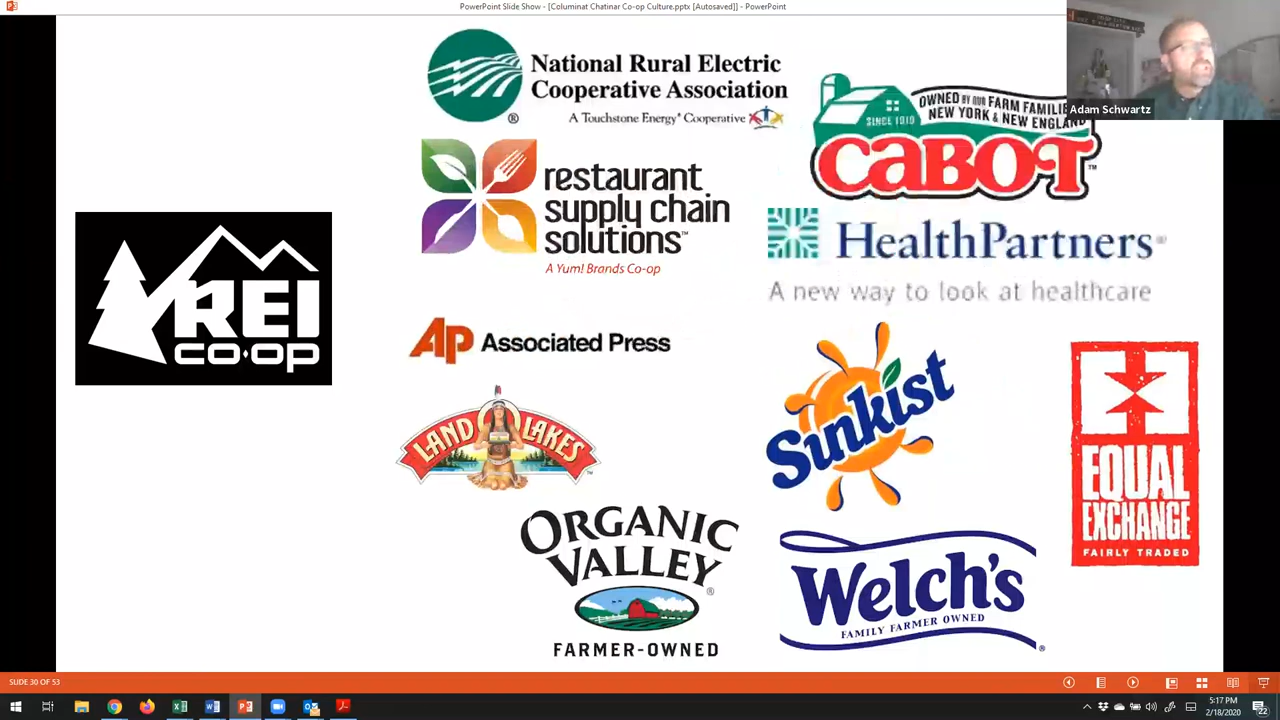 PowerPoint Slide Show - [Columinat Chatinar Co-op Culture.pptx [Autosaved]] - PowerPoint
Adam Schwartz
National Rural Electric
Cooperative Association
®
A Touchstone Energy® Cooperative
OWNED BY OUR FARM FAMILIES
NEW YORK & NEW ENGLAND
SINCE 1919
CABOT
TM
restaurant
supply chain
solutions™
A Yum! Brands Co-op
HealthPartners®
A new way to look at healthcare
REI
co·op
AP Associated Press
LAND O LAKES
TM
Sunkist
EQUAL
EXCHANGE
FAIRLY TRADED
ORGANIC
VALLEY
®
FARMER-OWNED
Welch's
FAMILY FARMER OWNED
®
SLIDE 30 OF 53
5:17 PM
2/18/2020
22